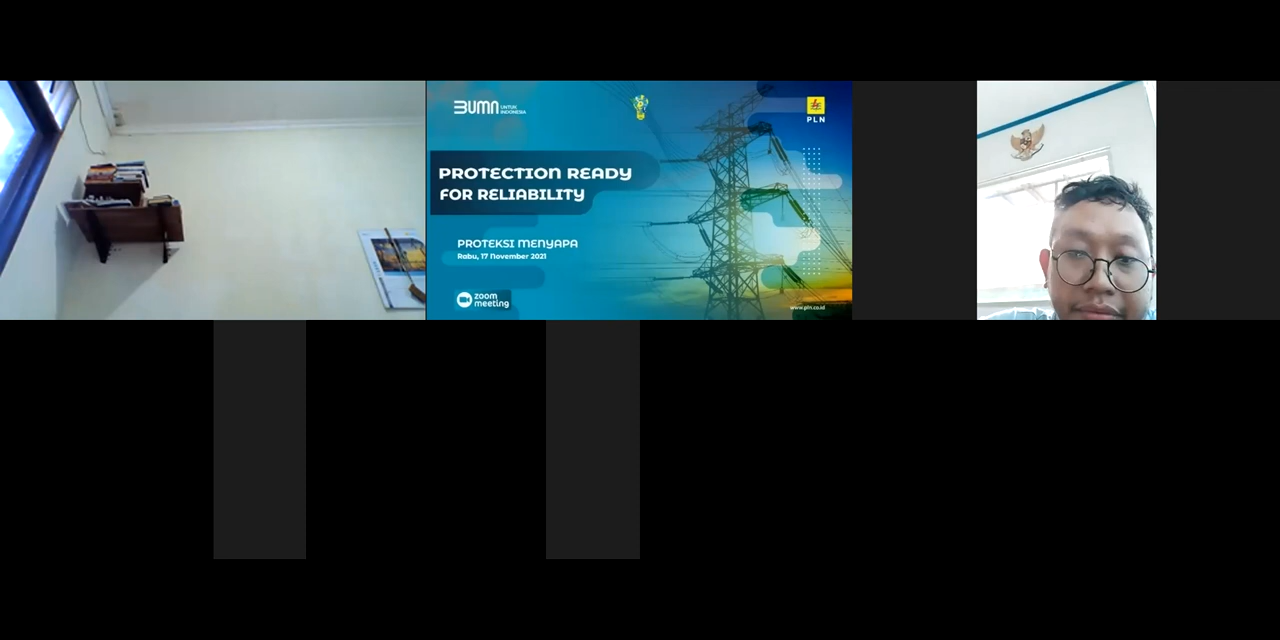 BUMN UNTUK
INDONESIA
PLN
PROTECTION READY
FOR RELIABILITY
PROTEKSI MENYAPA
Rabu, 17 November 2021
zoom
meeting
www.pln.co.id